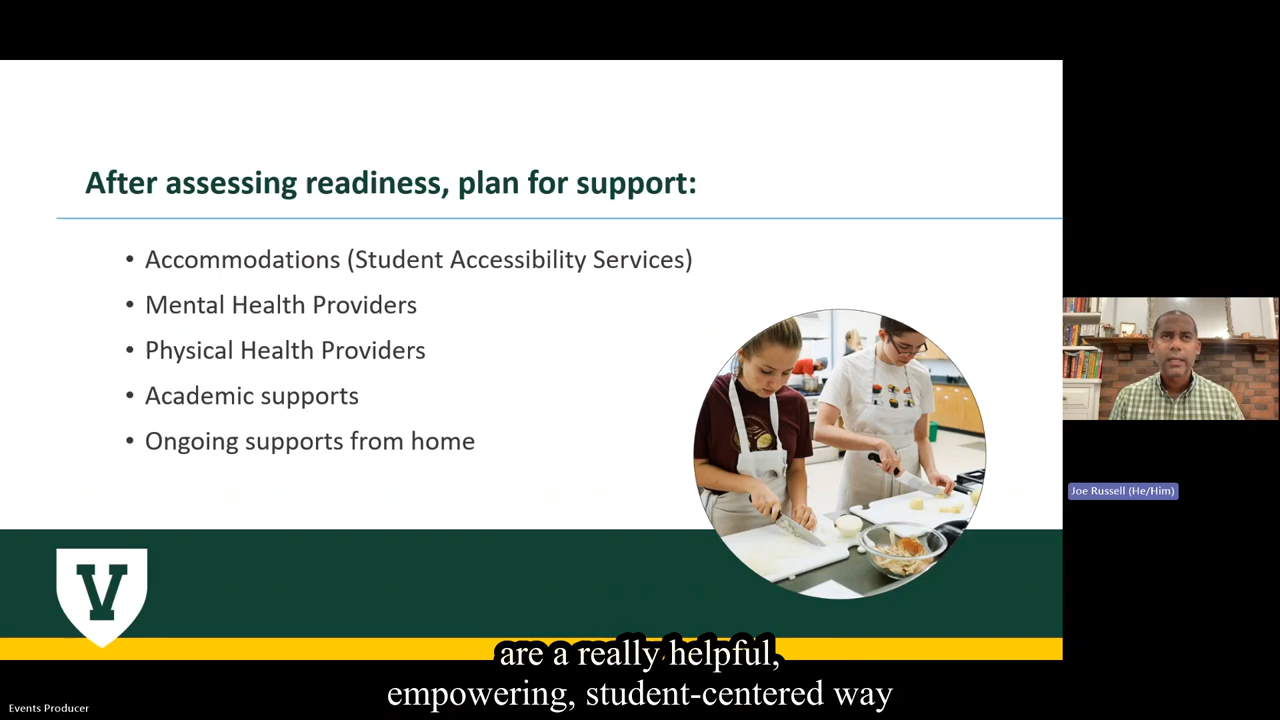 After assessing readiness, plan for support:
• Accommodations (Student Accessibility Services)
• Mental Health Providers
• Physical Health Providers
• Academic supports
• Ongoing supports from home
V
Joe Russell (He/Him)
are a really helpful,
empowering, student-centered way
Events Producer